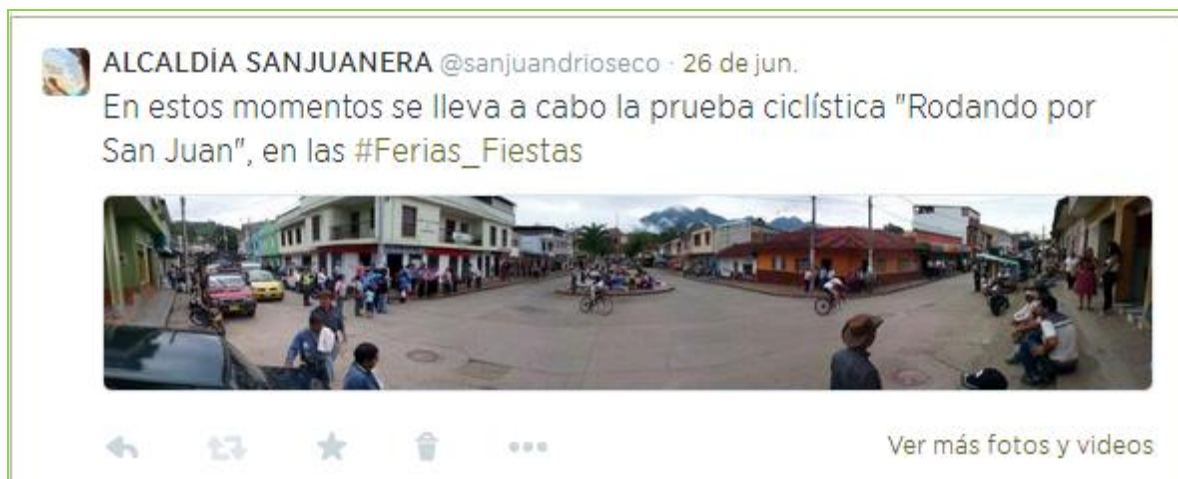 ALCALDÍA SANJUANERA @sanjuandrioseco · 26 de jun.
En estos momentos se lleva a cabo la prueba ciclística "Rodando por
San Juan", en las #Ferias_Fiestas
Ver más fotos y videos